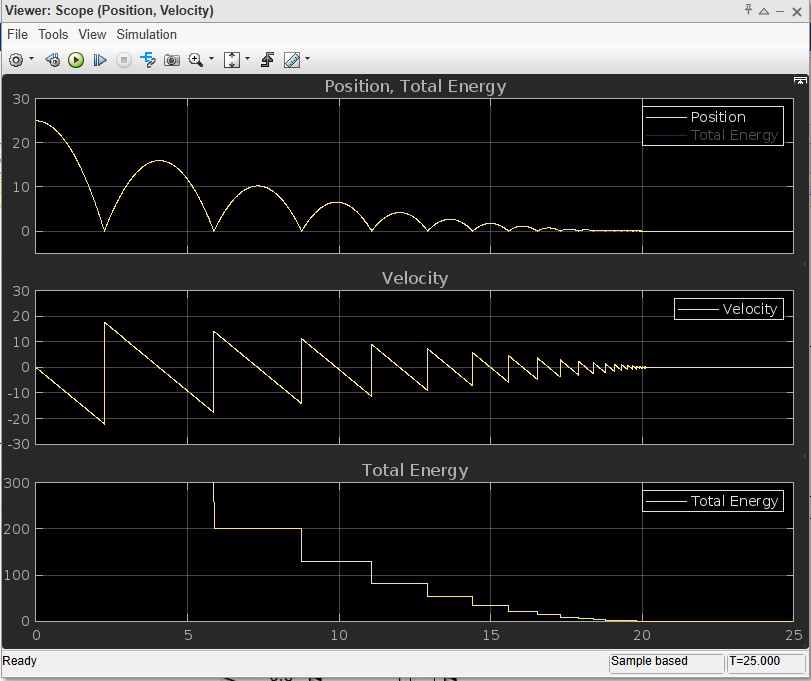 Viewer: Scope (Position, Velocity)
File Tools View Simulation
Position, Total Energy
30
20
10
0
Position
Total Energy
Velocity
30
20
10
0
-10
-20
-30
Velocity
Total Energy
300
200
100
0
Total Energy
0 5 10 15 20 25
Ready Sample based T=25.000